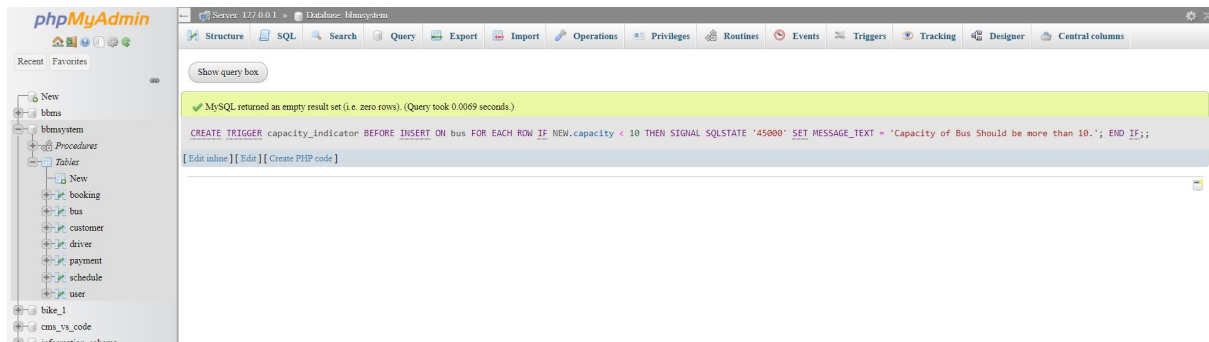 phpMyAdmin
Server: 127.0.0.1 » Database: bbmsystem
Structure SQL Search Query Export Import Operations Privileges Routines Events Triggers Tracking Designer Central columns
Recent Favorites
New
bbms
bbmsystem
Procedures
Tables
New
booking
bus
customer
driver
payment
schedule
user
bike_1
cms_vs_code
information_schema
Show query box
MySQL returned an empty result set (i.e. zero rows). (Query took 0.0069 seconds.)
CREATE TRIGGER capacity_indicator BEFORE INSERT ON bus FOR EACH ROW IF NEW.capacity < 10 THEN SIGNAL SQLSTATE '45000' SET MESSAGE_TEXT = 'Capacity of Bus Should be more than 10.'; END IF;;
[ Edit inline ] [ Edit ] [ Create PHP code ]